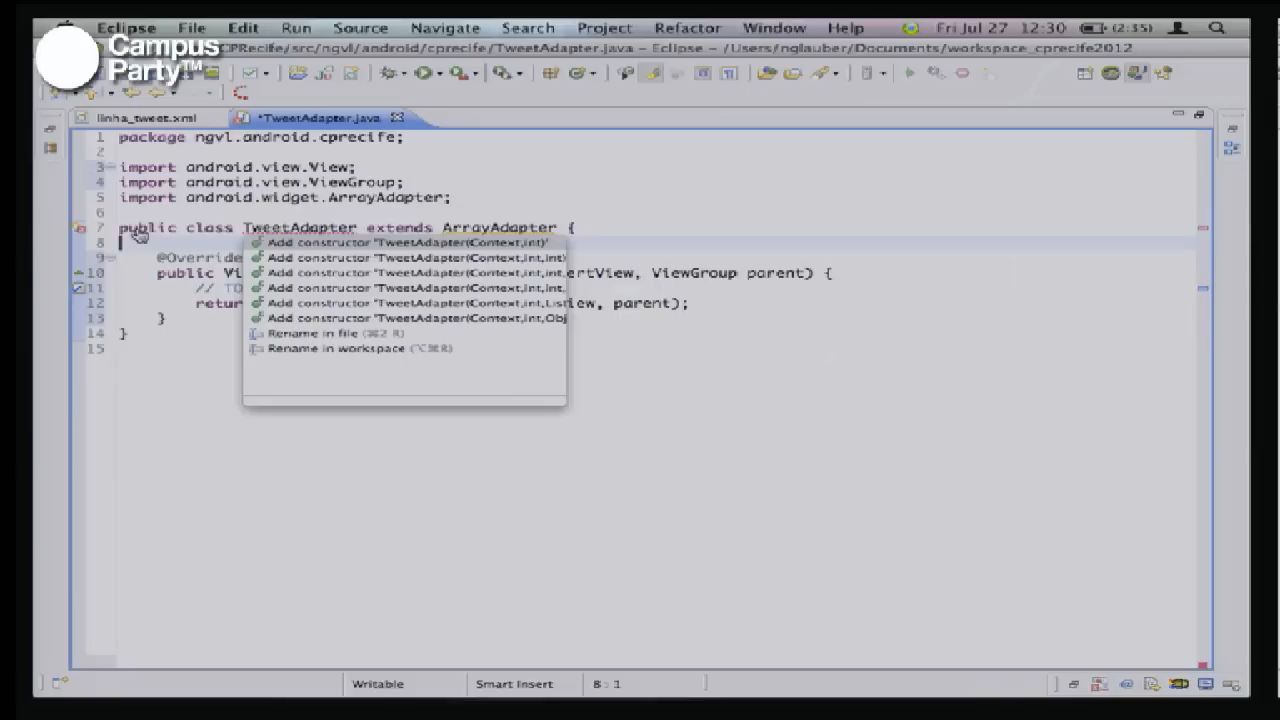 Eclipse File Edit Run Source Navigate Search Project Refactor Window Help Fri Jul 27 12:30 (2:35)
Campus
Party™
CPRecife/src/ngvl/android/cprecife/TweetAdapter.java – Eclipse – /Users/nglauber/Documents/workspace_cprecife2012
linha_tweet.xml *TweetAdapter.java
1 package ngvl.android.cprecife;
2
3 import android.view.View;
4 import android.view.ViewGroup;
5 import android.widget.ArrayAdapter;
6
7 public class TweetAdapter extends ArrayAdapter {
8 Add constructor 'TweetAdapter(Context,int)'
9 @Override Add constructor 'TweetAdapter(Context,int,int)
10 public Vi Add constructor 'TweetAdapter(Context,int,int, ertView, ViewGroup parent) {
11 // TO Add constructor 'TweetAdapter(Context,int,int,
12 retur Add constructor 'TweetAdapter(Context,int,List iew, parent);
13 } Add constructor 'TweetAdapter(Context,int,Obj
14 } Rename in file (⌘2 R)
15 Rename in workspace (⌥⌘R)
Writable Smart Insert 8 : 1